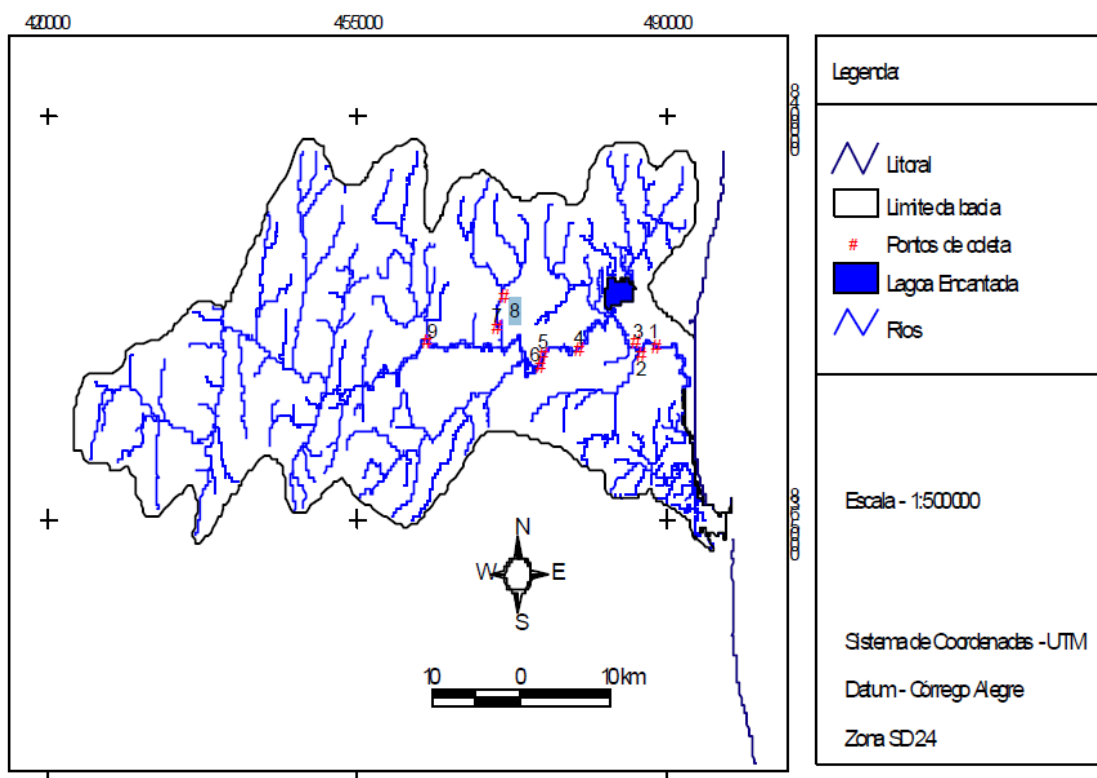 420000 455000 490000
8
7
9
5
6
4
3 1
2
N
W E
S
10 0 10 km
Legenda:
Litoral
Limite da bacia
# Pontos de coleta
Lagoa Encantada
Rios
Escala - 1:500000
Sistema de Coordenadas - UTM
Datum - Córrego Alegre
Zona SD24